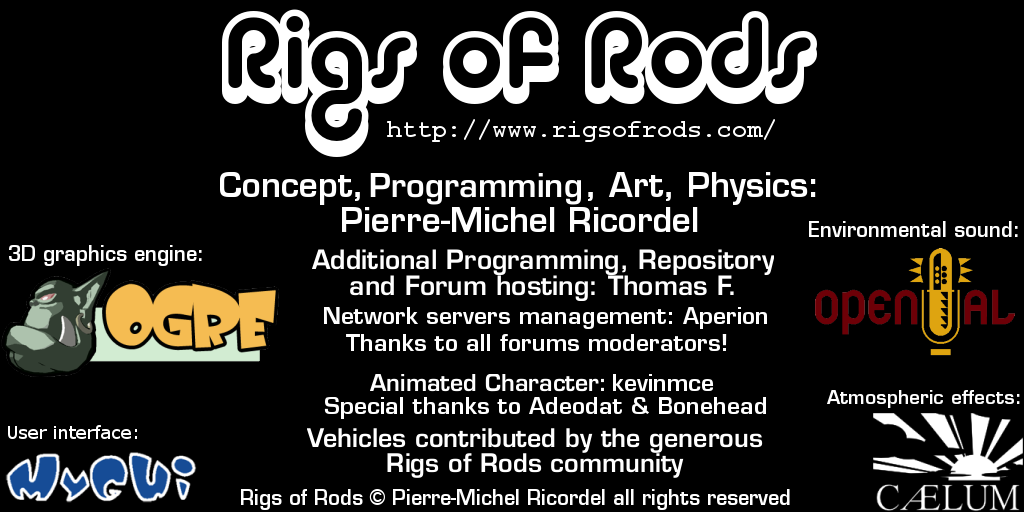 Rigs of Rods
http://www.rigsofrods.com/
Concept, Programming, Art, Physics:
Pierre-Michel Ricordel
3D graphics engine:
OGRE
User interface:
MyGUi
Additional Programming, Repository
and Forum hosting: Thomas F.
Network servers management: Aperion
Thanks to all forums moderators!
Animated Character: kevinmce
Special thanks to Adeodat & Bonehead
Vehicles contributed by the generous
Rigs of Rods community
Environmental sound:
OPENAL
Atmospheric effects:
CÆLUM
Rigs of Rods © Pierre-Michel Ricordel all rights reserved